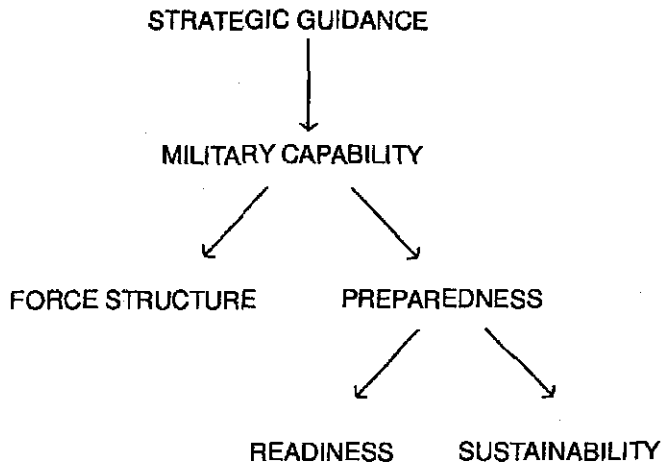 STRATEGIC GUIDANCE
MILITARY CAPABILITY
FORCE STRUCTURE PREPAREDNESS
READINESS SUSTAINABILITY